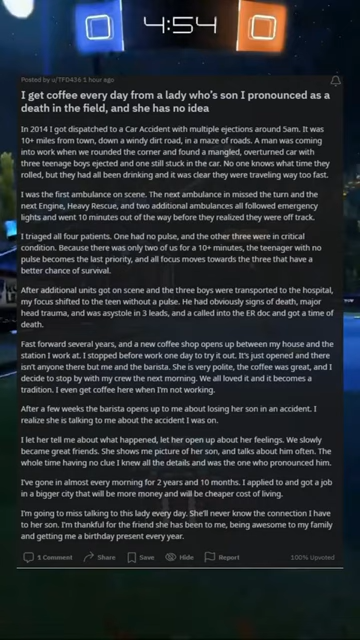 0 4:54 0
Posted by u/TFD436 1 hour ago
I get coffee every day from a lady who's son I pronounced as a
death in the field, and she has no idea
In 2014 I got dispatched to a Car Accident with multiple ejections around 5am. It was
10+ miles from town, down a windy dirt road, in a maze of roads. A man was coming
into work when we rounded the corner and found a mangled, overturned car with
three teenage boys ejected and one still stuck in the car. No one knows what time they
rolled, but they had all been drinking and it was clear they were traveling way too fast.
I was the first ambulance on scene. The next ambulance in missed the turn and the
next Engine, Heavy Rescue, and two additional ambulances all followed emergency
lights and went 10 minutes out of the way before they realized they were off track.
I triaged all four patients. One had no pulse, and the other three were in critical
condition. Because there was only two of us for a 10+ minutes, the teenager with no
pulse becomes the last priority, and all focus moves towards the three that have a
better chance of survival.
After additional units got on scene and the three boys were transported to the hospital,
my focus shifted to the teen without a pulse. He had obviously signs of death, major
head trauma, and was asystole in 3 leads, and a called into the ER doc and got a time of
death.
Fast forward several years, and a new coffee shop opens up between my house and the
station I work at. I stopped before work one day to try it out. It's just opened and there
isn't anyone there but me and the barista. She is very polite, the coffee was great, and I
decide to stop by with my crew the next morning. We all loved it and it becomes a
tradition. I even get coffee here when I'm not working.
After a few weeks the barista opens up to me about losing her son in an accident. I
realize she is talking to me about the accident I was on.
I let her tell me about what happened, let her open up about her feelings. We slowly
became great friends. She shows me picture of her son, and talks about him often. The
whole time having no clue I knew all the details and was the one who pronounced him.
I've gone in almost every morning for 2 years and 10 months. I applied to and got a job
in a bigger city that will be more money and will be cheaper cost of living.
I'm going to miss talking to this lady every day. She'll never know the connection I have
to her son. I'm thankful for the friend she has been to me, being awesome to my family
and getting me a birthday present every year.
1 Comment Share Save Hide Report 100% Upvoted